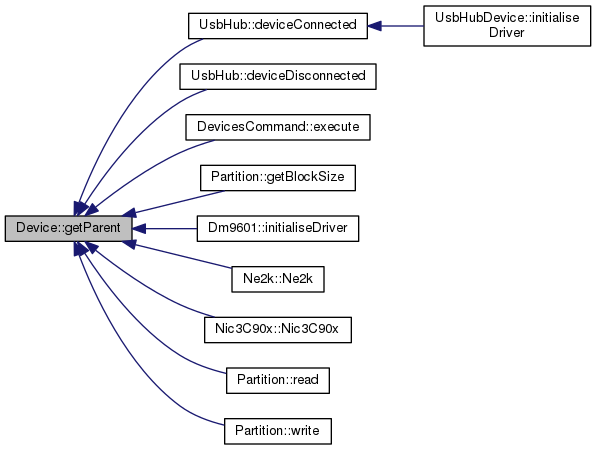 UsbHub::deviceConnected
UsbHubDevice::initialise
Driver
UsbHub::deviceDisconnected
DevicesCommand::execute
Partition::getBlockSize
Device::getParent
Dm9601::initialiseDriver
Ne2k::Ne2k
Nic3C90x::Nic3C90x
Partition::read
Partition::write